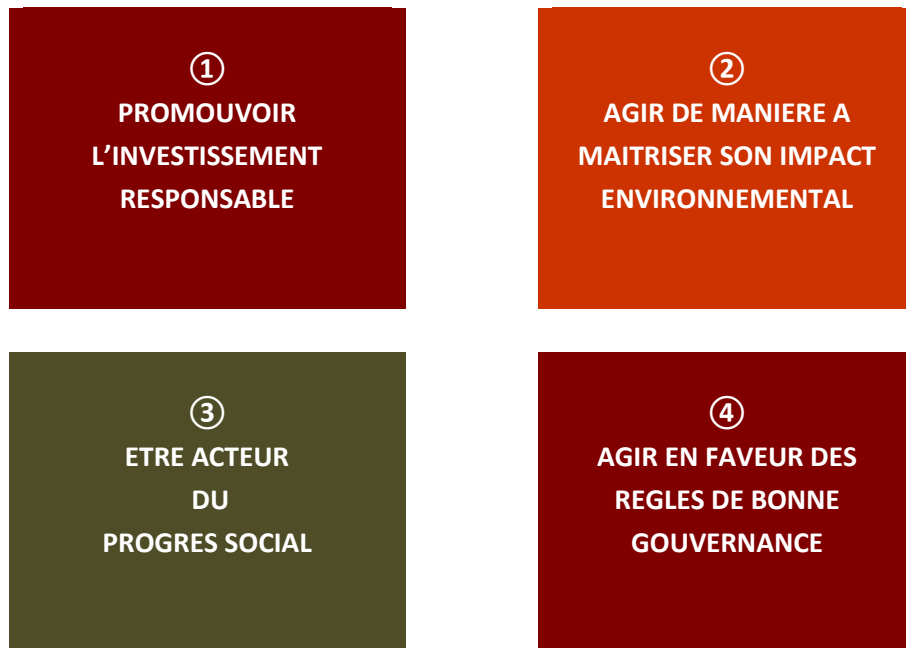 ①
PROMOUVOIR
L’INVESTISSEMENT
RESPONSABLE
②
AGIR DE MANIERE A
MAITRISER SON IMPACT
ENVIRONNEMENTAL
③
ETRE ACTEUR
DU
PROGRES SOCIAL
④
AGIR EN FAVEUR DES
REGLES DE BONNE
GOUVERNANCE